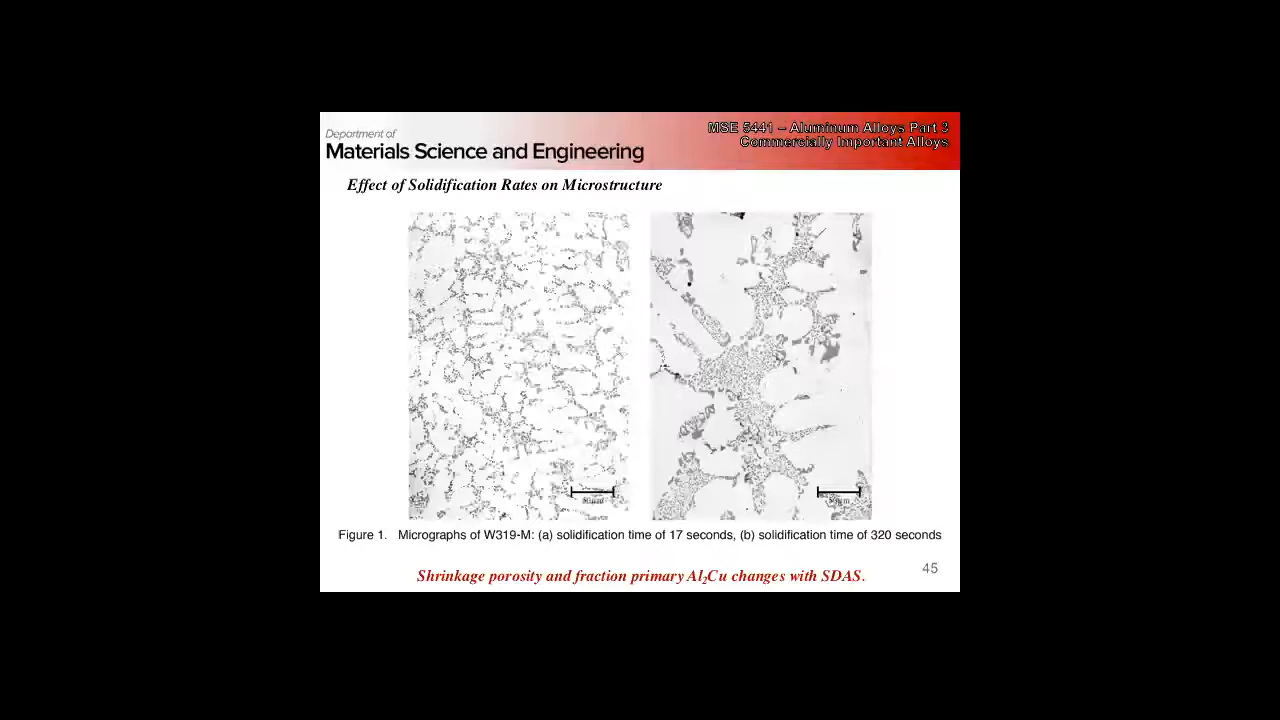 Department of
Materials Science and Engineering
MSE 5441 – Aluminum Alloys Part 3
Commercially Important Alloys
Effect of Solidification Rates on Microstructure
Figure 1. Micrographs of W319-M: (a) solidification time of 17 seconds, (b) solidification time of 320 seconds
Shrinkage porosity and fraction primary Al₂Cu changes with SDAS.
45